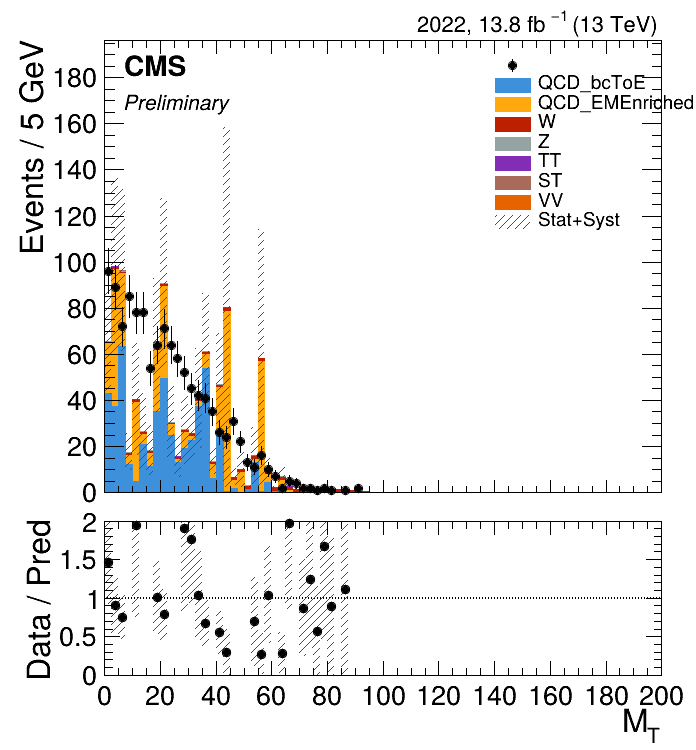 2022, 13.8 fb⁻¹ (13 TeV)
Events / 5 GeV
CMS
Preliminary
QCD_bcToE
QCD_EMEnriched
W
Z
TT
ST
VV
Stat+Syst
180
160
140
120
100
80
60
40
20
0
Data / Pred
2
1.5
1
0.5
0
0 20 40 60 80 100 120 140 160 180 200
M_T